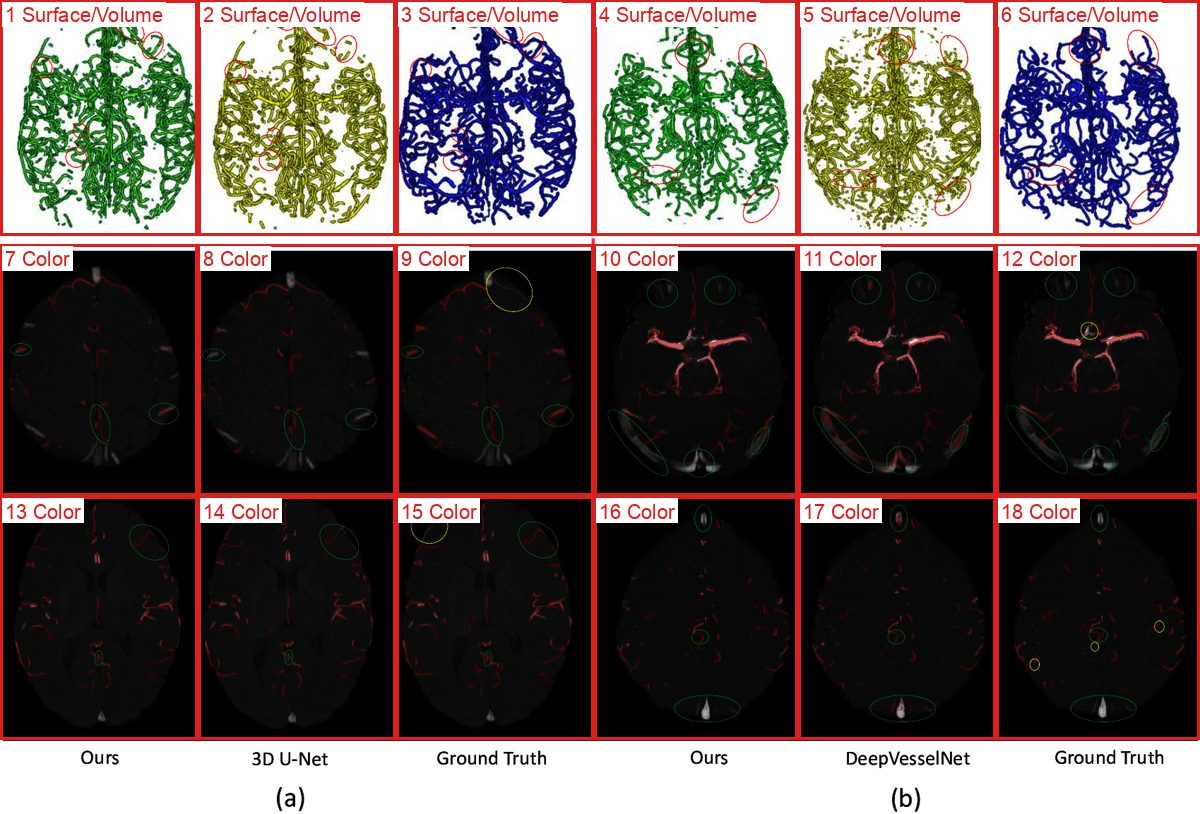 1 Surface/Volume
2 Surface/Volume
3 Surface/Volume
4 Surface/Volume
5 Surface/Volume
6 Surface/Volume
7 Color
8 Color
9 Color
10 Color
11 Color
12 Color
13 Color
14 Color
15 Color
16 Color
17 Color
18 Color
Ours
3D U-Net
Ground Truth
Ours
DeepVesselNet
Ground Truth
(a)
(b)